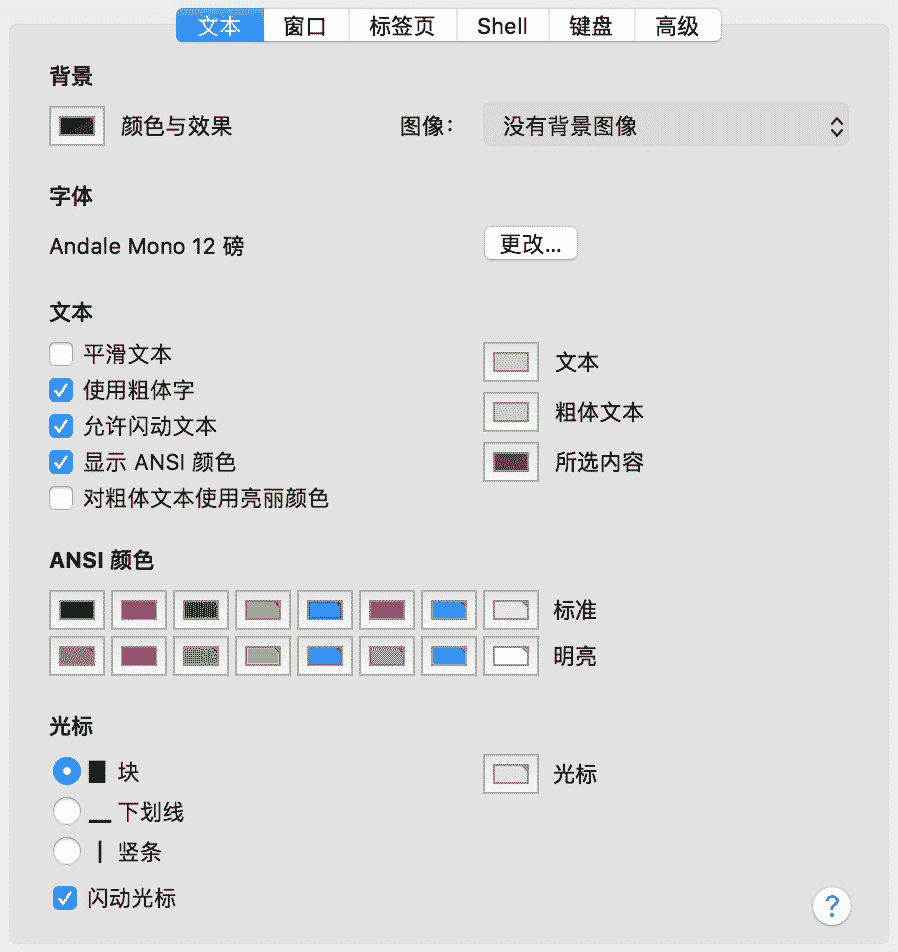 文本 窗口 标签页 Shell 键盘 高级
背景
颜色与效果 图像： 没有背景图像
字体
Andale Mono 12 磅 更改...
文本
平滑文本 文本
使用粗体字
允许闪动文本 粗体文本
显示 ANSI 颜色 所选内容
对粗体文本使用亮丽颜色
ANSI 颜色
标准
明亮
光标
块 光标
下划线
竖条
闪动光标
?